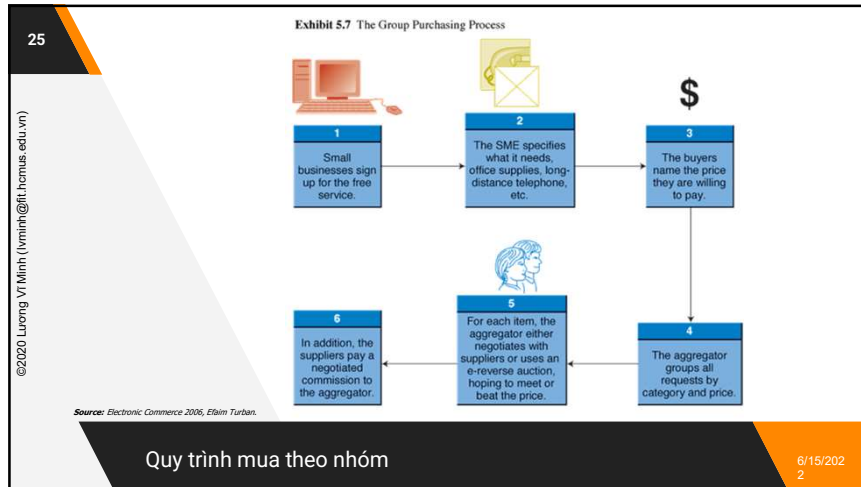 Exhibit 5.7 The Group Purchasing Process
25
$
1
Small
businesses sign
up for the free
service.
2
The SME specifies
what it needs,
office supplies, long-
distance telephone,
etc.
3
The buyers
name the price
they are willing
to pay.
6
In addition, the
suppliers pay a
negotiated
commission to
the aggregator.
5
For each item, the
aggregator either
negotiates with
suppliers or uses an
e-reverse auction,
hoping to meet or
beat the price.
4
The aggregator
groups all
requests by
category and price.
©2020 Lương Vĩ Minh (lvminh@fit.hcmus.edu.vn)
Source: Electronic Commerce 2006, Efaim Turban.
Quy trình mua theo nhóm
6/15/202
2